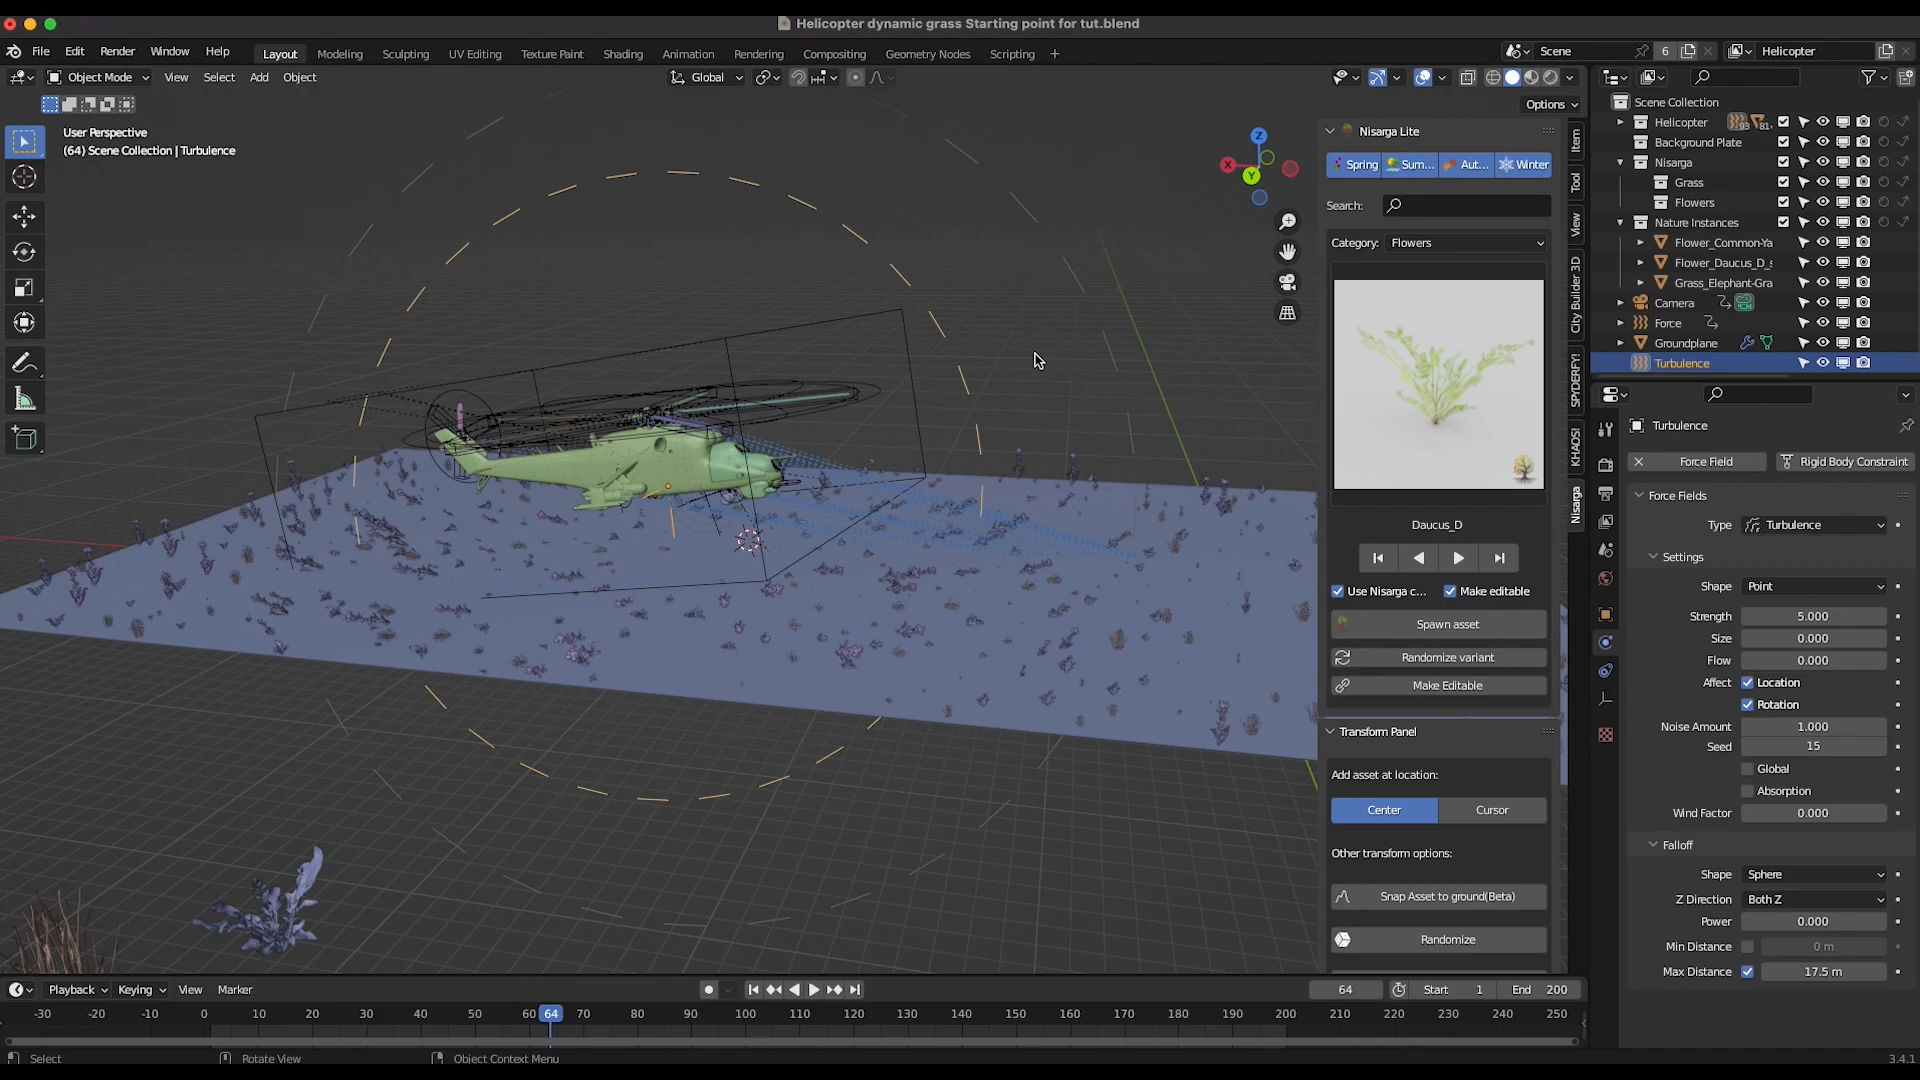 Helicopter dynamic grass Starting point for tut.blend
File Edit Render Window Help
Layout Modeling Sculpting UV Editing Texture Paint Shading Animation Rendering Compositing Geometry Nodes Scripting +
Scene 6
Helicopter
Object Mode View Select Add Object
Global
Options
User Perspective
(64) Scene Collection | Turbulence
X Y Z
Nisarga Lite
Spring Sum... Aut... Winter
Search:
Category: Flowers
Daucus_D
Use Nisarga c... Make editable
Spawn asset
Randomize variant
Make Editable
Transform Panel
Add asset at location:
Center Cursor
Other transform options:
Snap Asset to ground(Beta)
Randomize
Item
Tool
View
City Builder 3D
SPYDERFY!
KHAOS!
Nisarga
Scene Collection
Helicopter 93 81
Background Plate
Nisarga
Grass
Flowers
Nature Instances
Flower_Common-Ya
Flower_Daucus_D_s
Grass_Elephant-Gra
Camera
Force
Groundplane
Turbulence
Turbulence
Force Field Rigid Body Constraint
Force Fields
Type Turbulence
Settings
Shape Point
Strength 5.000
Size 0.000
Flow 0.000
Affect Location
Rotation
Noise Amount 1.000
Seed 15
Global
Absorption
Wind Factor 0.000
Falloff
Shape Sphere
Z Direction Both Z
Power 0.000
Min Distance 0 m
Max Distance 17.5 m
Playback Keying View Marker
64 Start 1 End 200
-30 -20 -10 0 10 20 30 40 50 60 64 70 80 90 100 110 120 130 140 150 160 170 180 190 200 210 220 230 240 250
Select Rotate View Object Context Menu 3.4.1